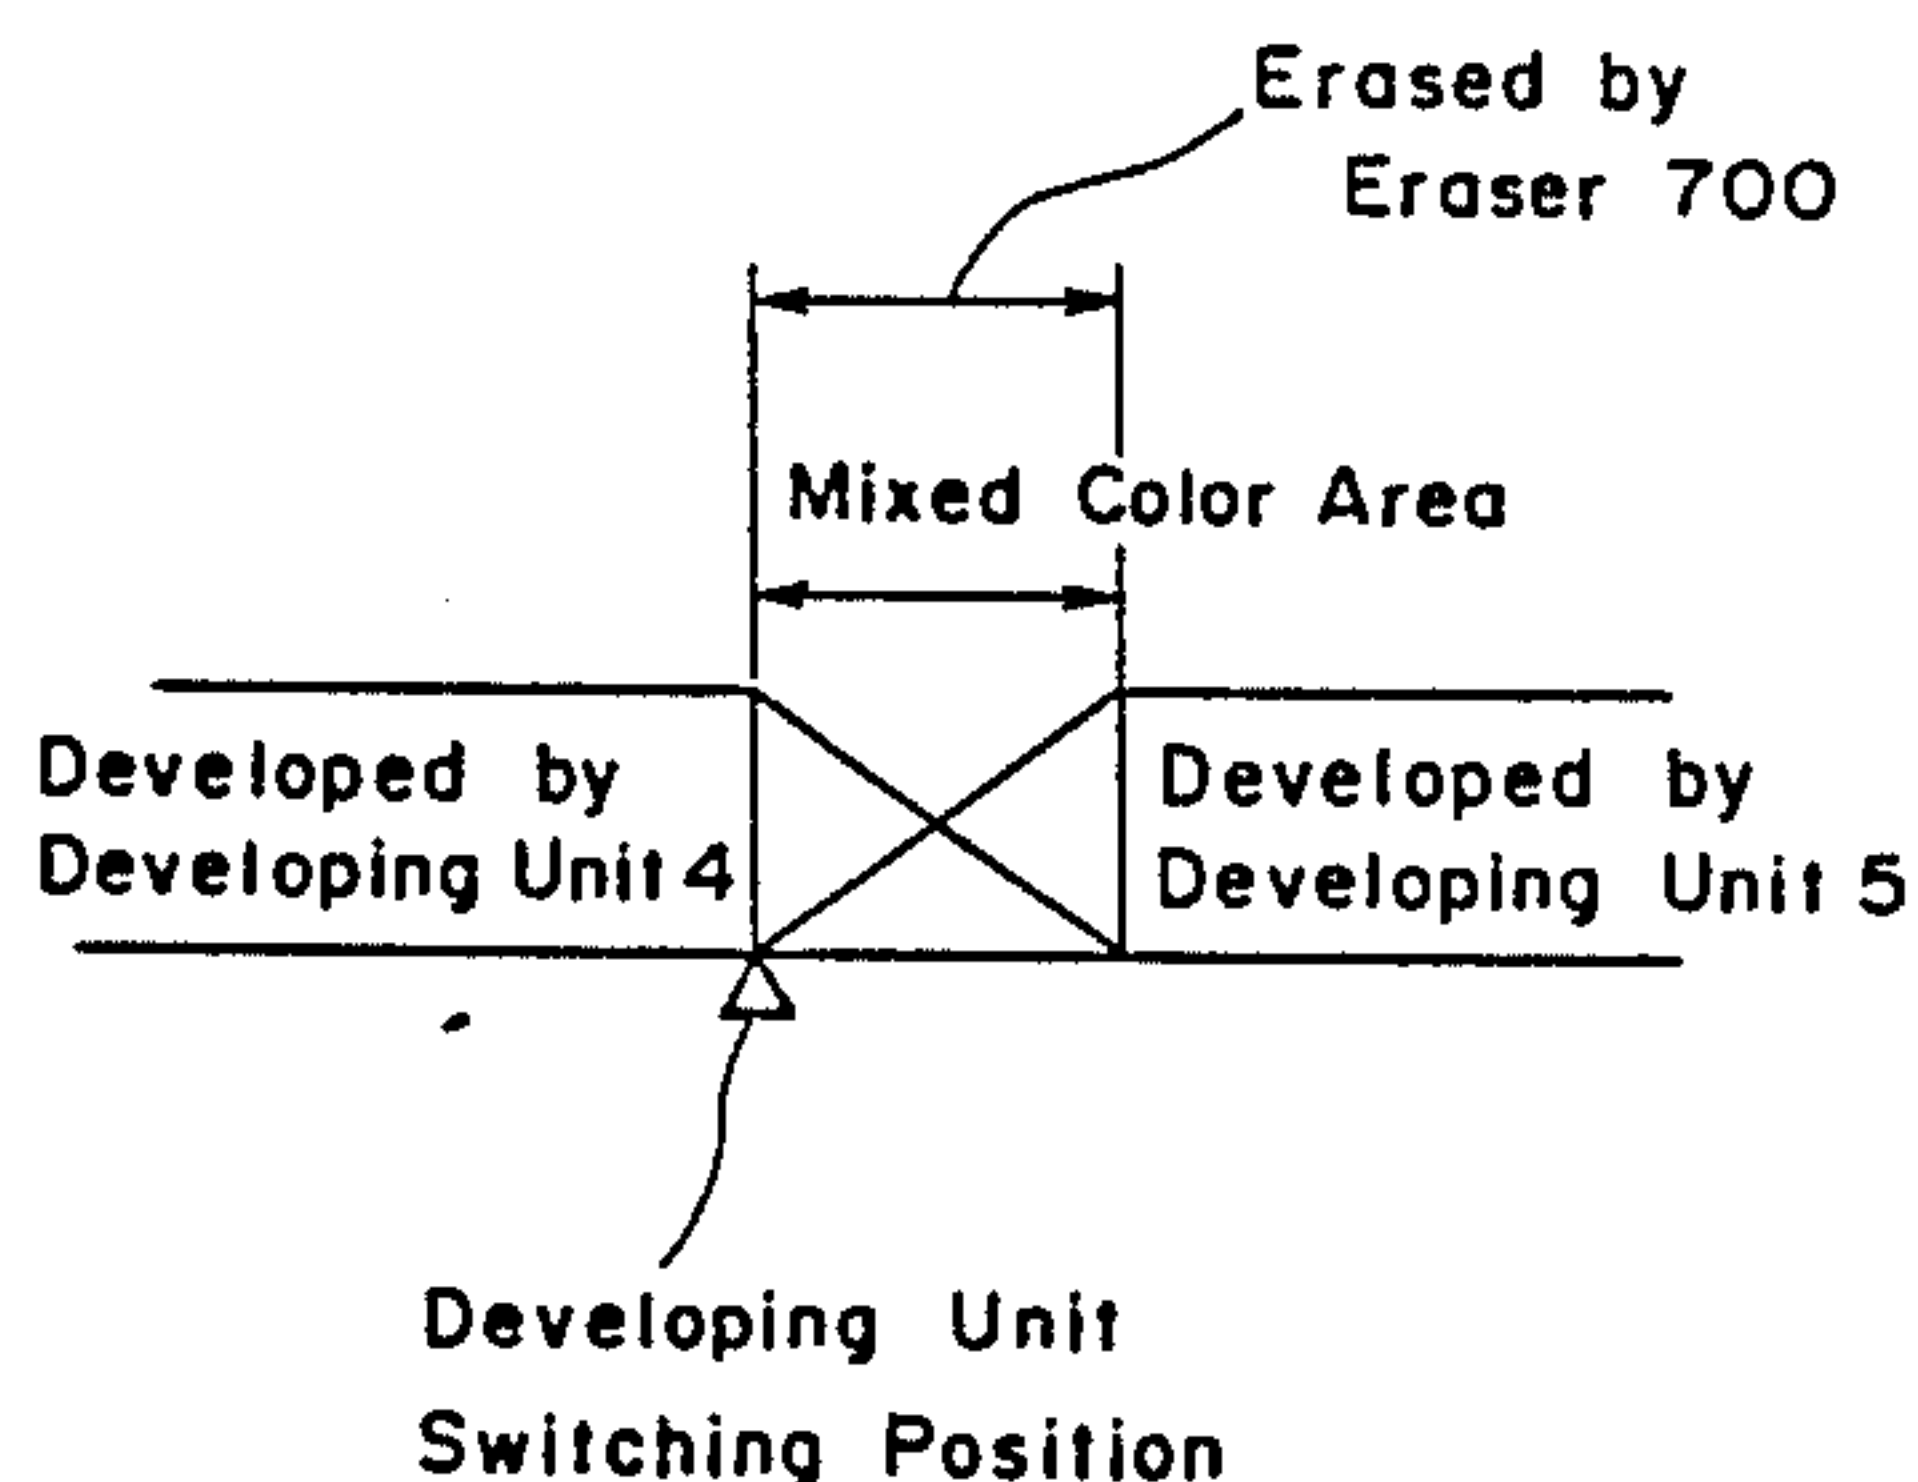 Erased by
Eraser 700
Mixed Color Area
Developed by
Developing Unit 4
Developed by
Developing Unit 5
Developing Unit
Switching Position